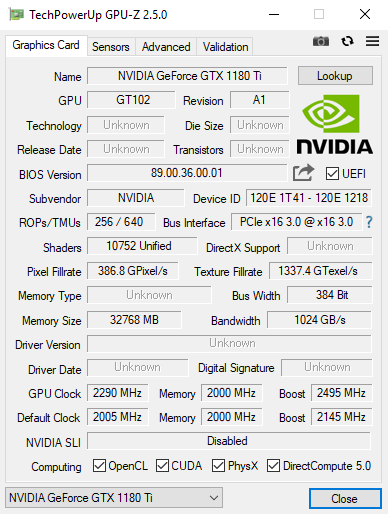 TechPowerUp GPU-Z 2.5.0
Graphics Card Sensors Advanced Validation
Name NVIDIA GeForce GTX 1180 Ti Lookup
GPU GT102 Revision A1
Technology Unknown Die Size Unknown
Release Date Unknown Transistors Unknown
NVIDIA
BIOS Version 89.00.36.00.01 UEFI
Subvendor NVIDIA Device ID 120E 1T41 - 120E 1218
ROPs/TMUs 256 / 640 Bus Interface PCIe x16 3.0 @ x16 3.0 ?
Shaders 10752 Unified DirectX Support Unknown
Pixel Fillrate 386.8 GPixel/s Texture Fillrate 1337.4 GTexel/s
Memory Type Unknown Bus Width 384 Bit
Memory Size 32768 MB Bandwidth 1024 GB/s
Driver Version Unknown
Driver Date Unknown Digital Signature Unknown
GPU Clock 2290 MHz Memory 2000 MHz Boost 2495 MHz
Default Clock 2005 MHz Memory 2000 MHz Boost 2145 MHz
NVIDIA SLI Disabled
Computing OpenCL CUDA PhysX DirectCompute 5.0
NVIDIA GeForce GTX 1180 Ti Close